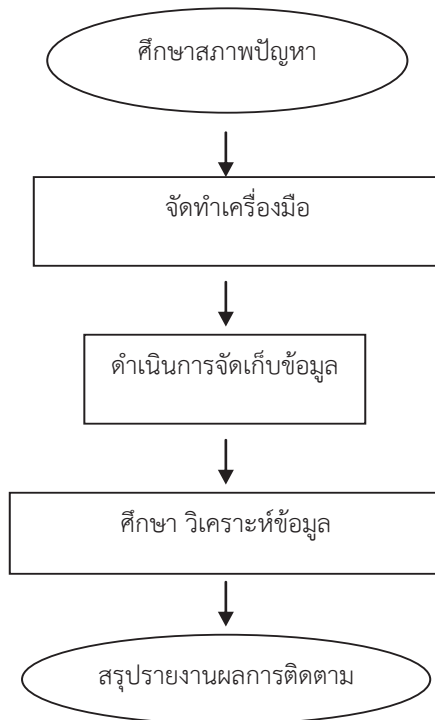 ศึกษาสภาพปัญหา
จัดทำเครื่องมือ
ดำเนินการจัดเก็บข้อมูล
ศึกษา วิเคราะห์ข้อมูล
สรุปรายงานผลการติดตาม